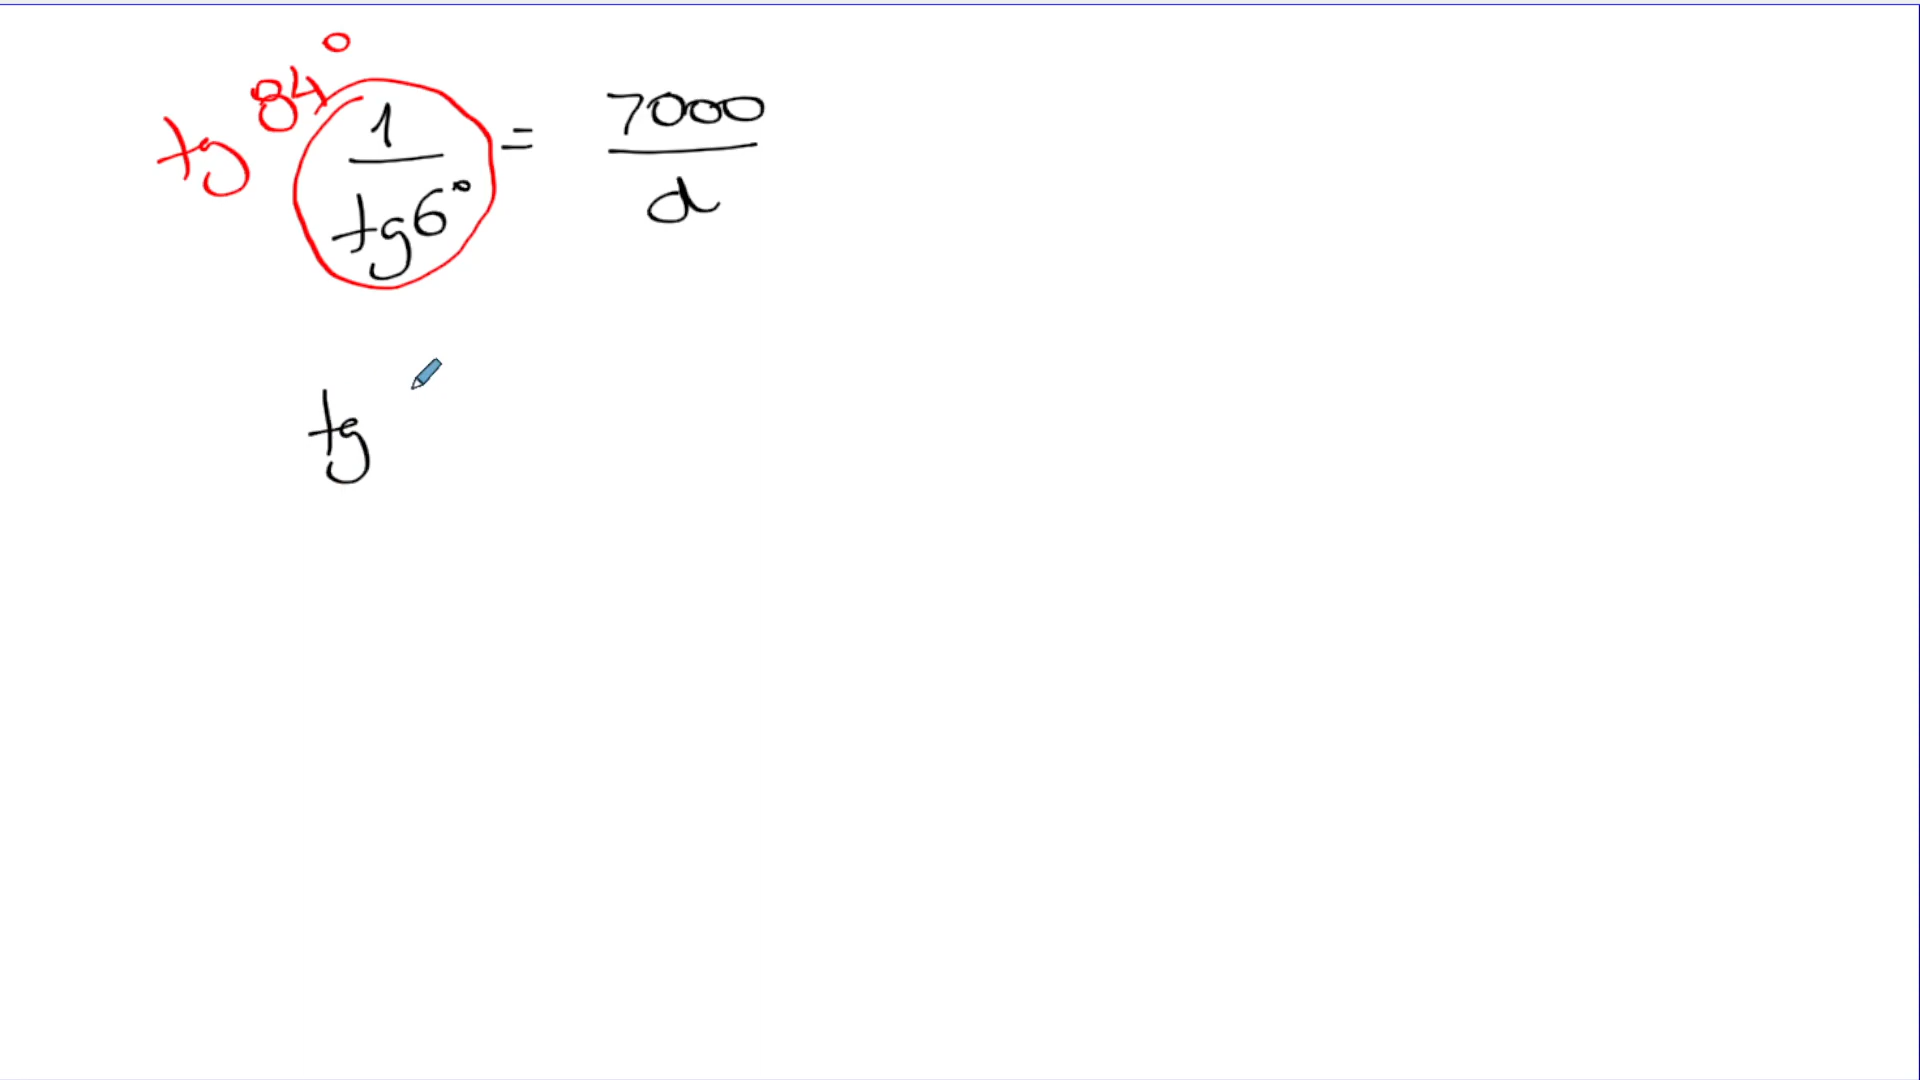 tg 84°
1/tg6° = 7000/d
tg